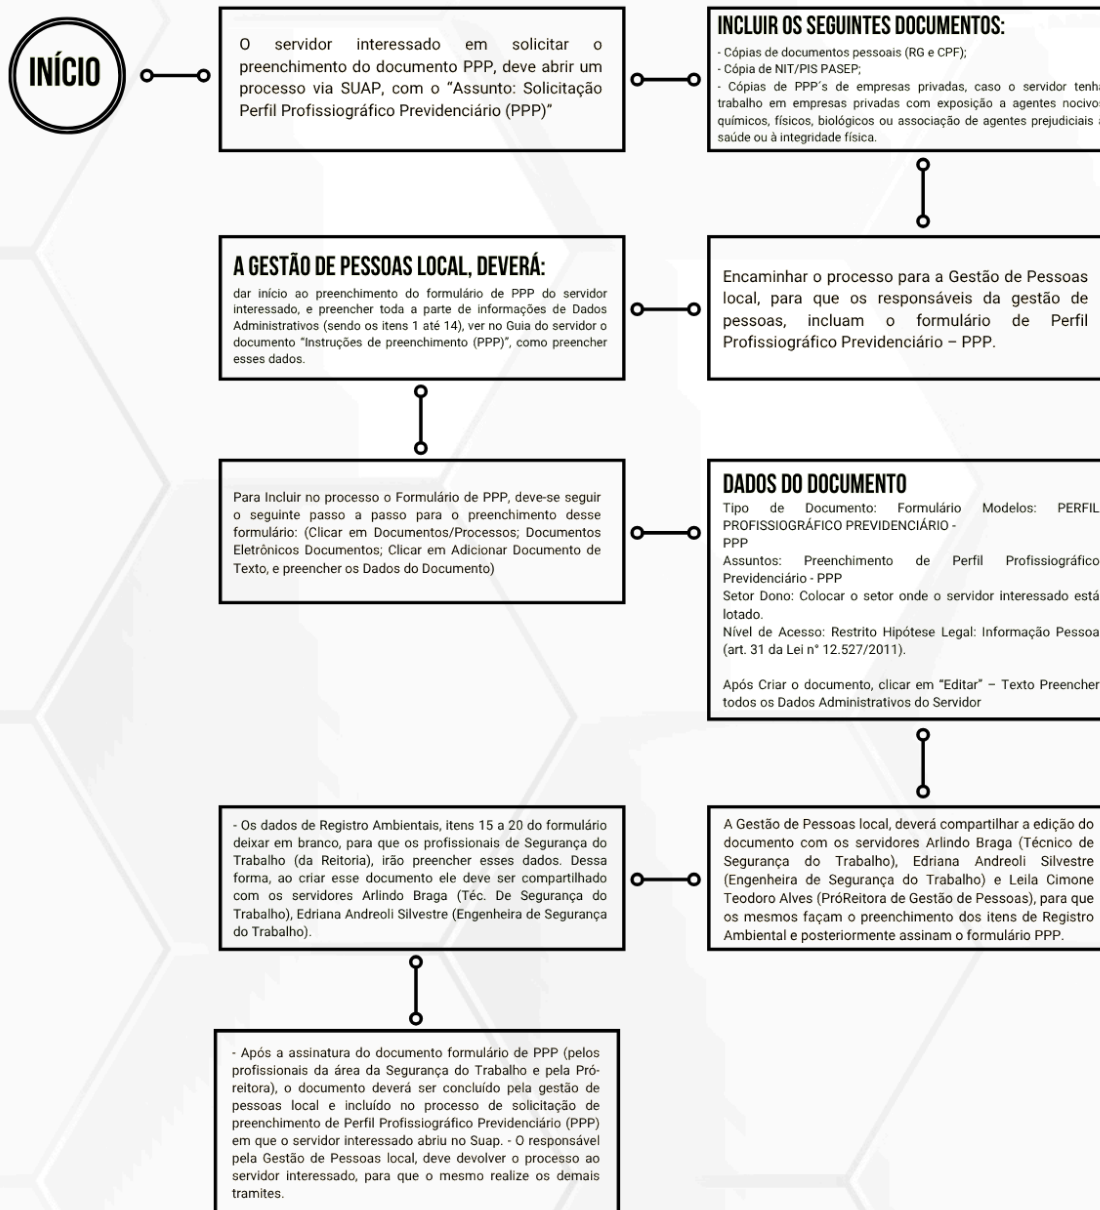 INÍCIO
O servidor interessado em solicitar o
preenchimento do documento PPP, deve abrir um
processo via SUAP, com o “Assunto: Solicitação
Perfil Profissiográfico Previdenciário (PPP)”
INCLUIR OS SEGUINTES DOCUMENTOS:
- Cópias de documentos pessoais (RG e CPF);
- Cópia de NIT/PIS PASEP;
- Cópias de PPP´s de empresas privadas, caso o servidor tenha
trabalho em empresas privadas com exposição a agentes nocivos
químicos, físicos, biológicos ou associação de agentes prejudiciais à
saúde ou à integridade física.
Encaminhar o processo para a Gestão de Pessoas
local, para que os responsáveis da gestão de
pessoas, incluam o formulário de Perfil
Profissiográfico Previdenciário – PPP.
A GESTÃO DE PESSOAS LOCAL, DEVERÁ:
dar início ao preenchimento do formulário de PPP do servidor
interessado, e preencher toda a parte de informações de Dados
Administrativos (sendo os itens 1 até 14), ver no Guia do servidor o
documento “Instruções de preenchimento (PPP)”, como preencher
esses dados.
Para Incluir no processo o Formulário de PPP, deve-se seguir
o seguinte passo a passo para o preenchimento desse
formulário: (Clicar em Documentos/Processos; Documentos
Eletrônicos Documentos; Clicar em Adicionar Documento de
Texto, e preencher os Dados do Documento)
DADOS DO DOCUMENTO
Tipo de Documento: Formulário Modelos: PERFIL
PROFISSIOGRÁFICO PREVIDENCIÁRIO -
PPP
Assuntos: Preenchimento de Perfil Profissiográfico
Previdenciário - PPP
Setor Dono: Colocar o setor onde o servidor interessado está
lotado.
Nível de Acesso: Restrito Hipótese Legal: Informação Pessoa
(art. 31 da Lei n° 12.527/2011).
Após Criar o documento, clicar em “Editar” – Texto Preencher
todos os Dados Administrativos do Servidor
A Gestão de Pessoas local, deverá compartilhar a edição do
documento com os servidores Arlindo Braga (Técnico de
Segurança do Trabalho), Edriana Andreoli Silvestre
(Engenheira de Segurança do Trabalho) e Leila Cimone
Teodoro Alves (PróReitora de Gestão de Pessoas), para que
os mesmos façam o preenchimento dos itens de Registro
Ambiental e posteriormente assinam o formulário PPP.
- Os dados de Registro Ambientais, itens 15 a 20 do formulário
deixar em branco, para que os profissionais de Segurança do
Trabalho (da Reitoria), irão preencher esses dados. Dessa
forma, ao criar esse documento ele deve ser compartilhado
com os servidores Arlindo Braga (Téc. De Segurança do
Trabalho), Edriana Andreoli Silvestre (Engenheira de Segurança
do Trabalho).
- Após a assinatura do documento formulário de PPP (pelos
profissionais da área da Segurança do Trabalho e pela Pró-
reitora), o documento deverá ser concluído pela gestão de
pessoas local e incluído no processo de solicitação de
preenchimento de Perfil Profissiográfico Previdenciário (PPP)
em que o servidor interessado abriu no Suap. - O responsável
pela Gestão de Pessoas local, deve devolver o processo ao
servidor interessado, para que o mesmo realize os demais
tramites.